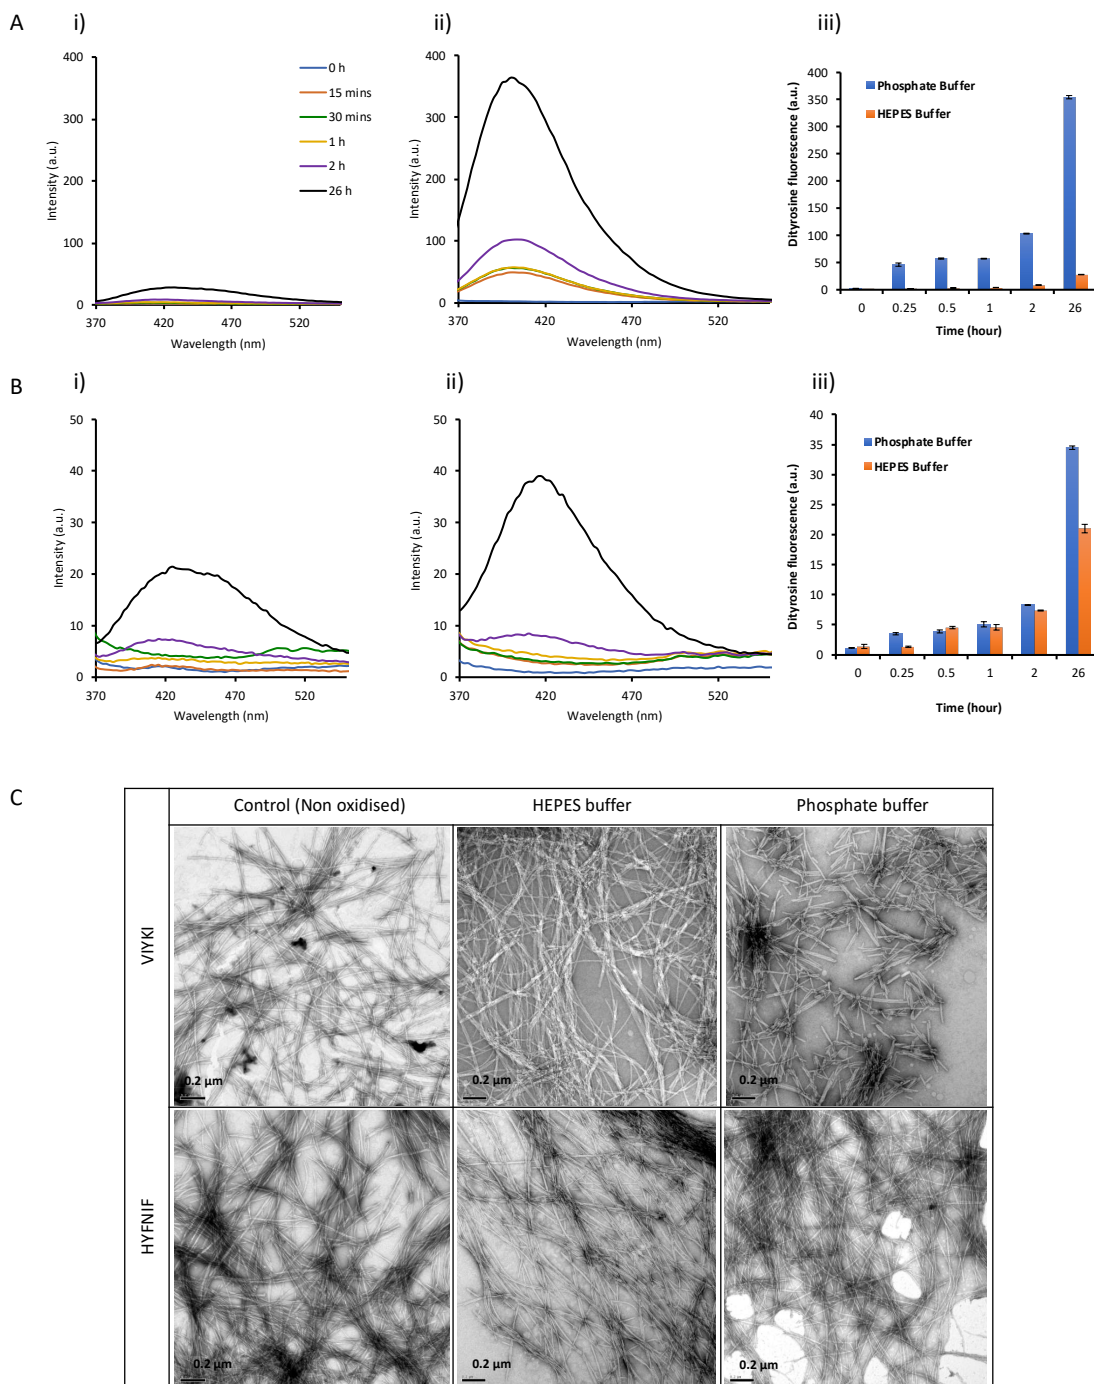 A
i)
ii)
iii)
400
300
200
100
0
370
420
470
520
Intensity (a.u.)
Wavelength (nm)
0 h
15 mins
30 mins
1 h
2 h
26 h
400
300
400
100
0
370
420
470
520
Intensity (a.u.)
Wavelength (nm)
400
350
300
250
200
150
100
50
0
0
0.25
0.5
1
2
26
Dityrosine fluorescence (a.u.)
Time (hour)
Phosphate Buffer
HEPES Buffer
B
i)
ii)
iii)
50
40
30
20
10
0
370
420
470
520
Intensity (a.u.)
Wavelength (nm)
50
40
30
20
10
0
370
420
470
520
Intensity (a.u.)
Wavelength (nm)
40
35
30
25
20
15
10
5
0
0
0.25
0.5
1
2
26
Dityrosine fluorescence (a.u.)
Time (hour)
Phosphate Buffer
HEPES Buffer
C
Control (Non oxidised)
HEPES buffer
Phosphate buffer
VIYKI
0.2 µm
0.2 µm
0.2 µm
HYFNIF
0.2 µm
0.2 µm
0.2 µm